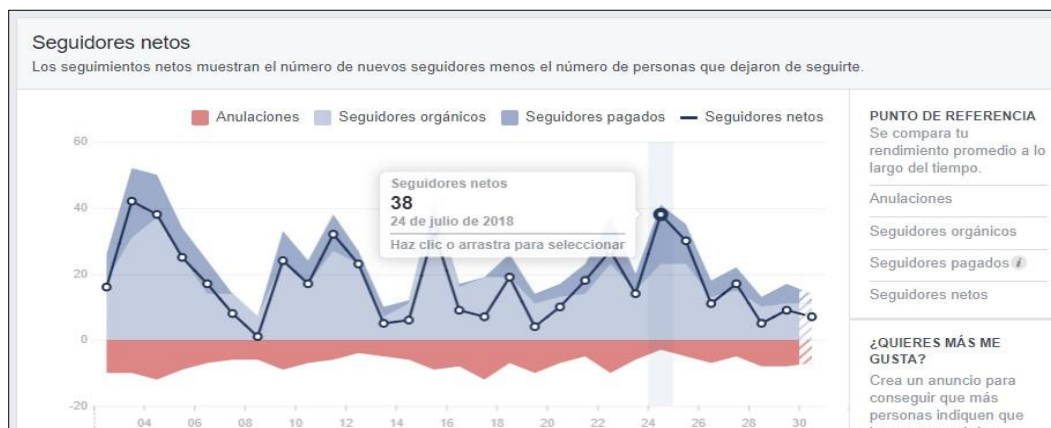 Seguidores netos
Los seguimientos netos muestran el número de nuevos seguidores menos el número de personas que dejaron de seguirte.
Anulaciones Seguidores orgánicos Seguidores pagados Seguidores netos
60
40
20
0
-20
04 06 08 10 12 14 16 18 20 22 24 26 28 30
Seguidores netos
38
24 de julio de 2018
Haz clic o arrastra para seleccionar
PUNTO DE REFERENCIA
Se compara tu
rendimiento promedio a lo
largo del tiempo.
Anulaciones
Seguidores orgánicos
Seguidores pagados i
Seguidores netos
¿QUIERES MÁS ME
GUSTA?
Crea un anuncio para
conseguir que más
personas indiquen que